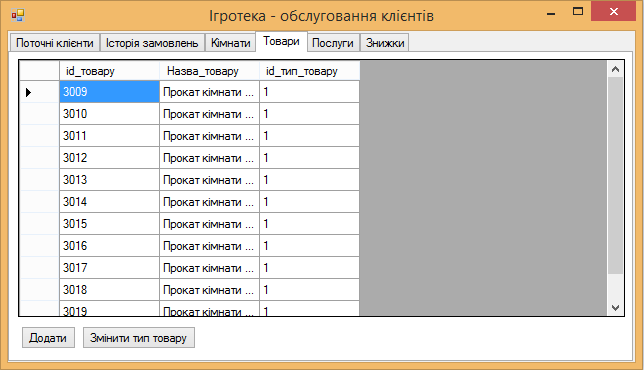 Ігротека - обслуговання клієнтів
Поточні клієнти Історія замовлень Кімнати Товари Послуги Знижки
id_товару Назва_товару id_тип_товару
3009 Прокат кімнати ... 1
3010 Прокат кімнати ... 1
3011 Прокат кімнати ... 1
3012 Прокат кімнати ... 1
3013 Прокат кімнати ... 1
3014 Прокат кімнати ... 1
3015 Прокат кімнати ... 1
3016 Прокат кімнати ... 1
3017 Прокат кімнати ... 1
3018 Прокат кімнати ... 1
3019 Прокат кімнати ... 1
Додати Змінити тип товару